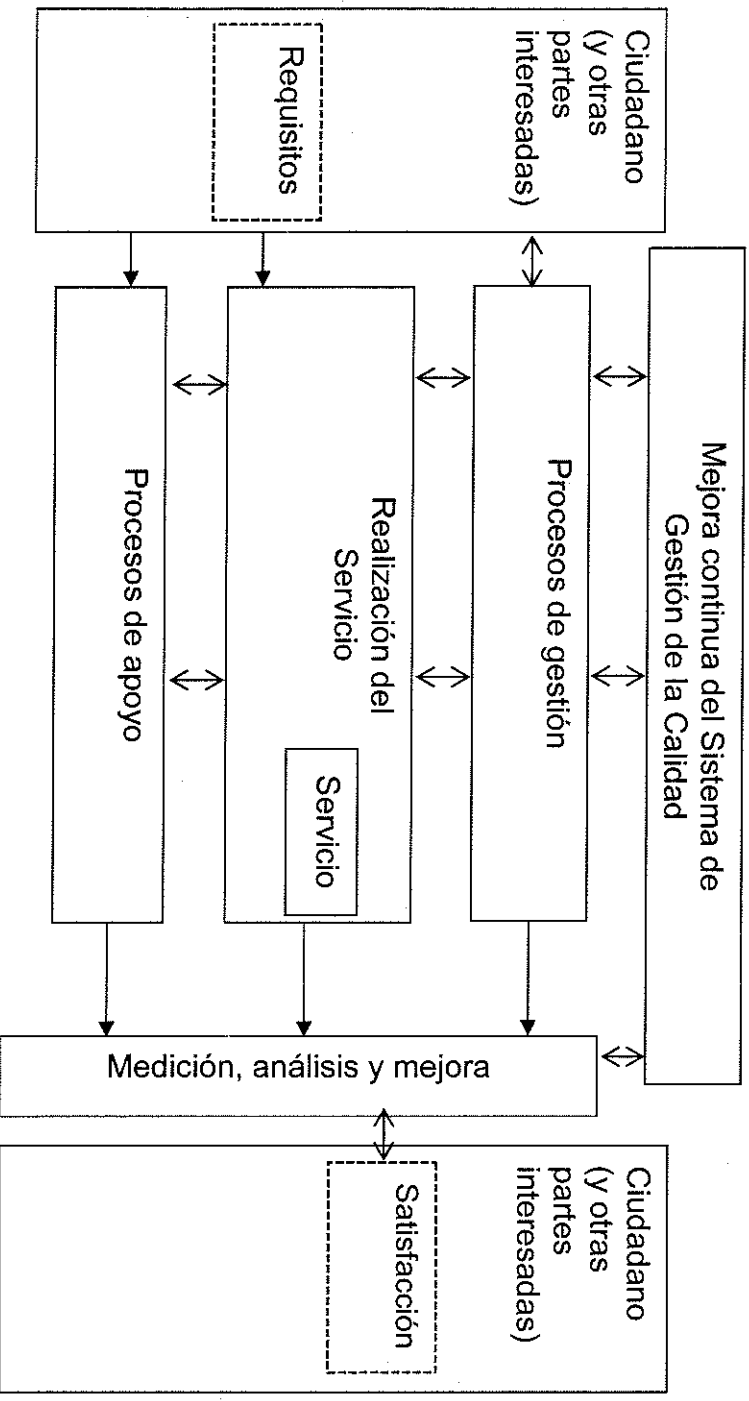 Ciudadano
(y otras
partes
interesadas)
Requisitos
Mejora continua del Sistema de
Gestión de la Calidad
Procesos de gestión
Realización del
Servicio
Servicio
Procesos de apoyo
Medición, análisis y mejora
Ciudadano
(y otras
partes
interesadas)
Satisfacción